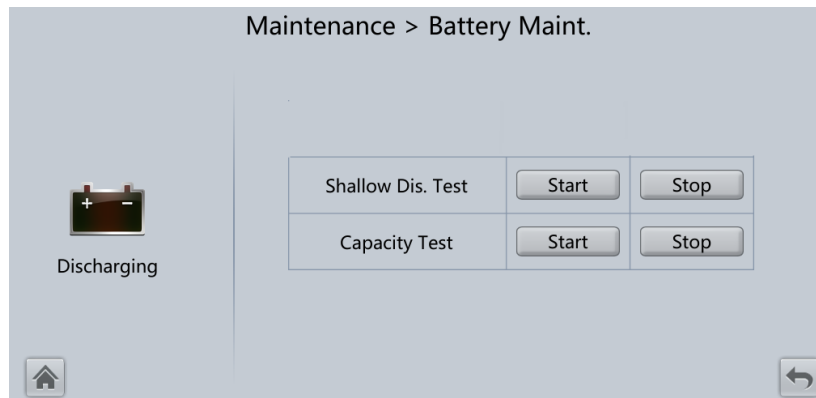 Maintenance > Battery Maint.
Shallow Dis. Test Start Stop
Capacity Test Start Stop
+ -
Discharging